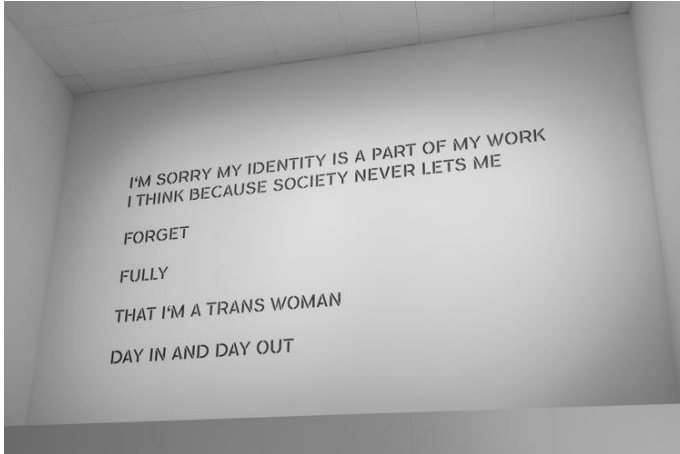 I'M SORRY MY IDENTITY IS A PART OF MY WORK
I THINK BECAUSE SOCIETY NEVER LETS ME
FORGET
FULLY
THAT I'M A TRANS WOMAN
DAY IN AND DAY OUT